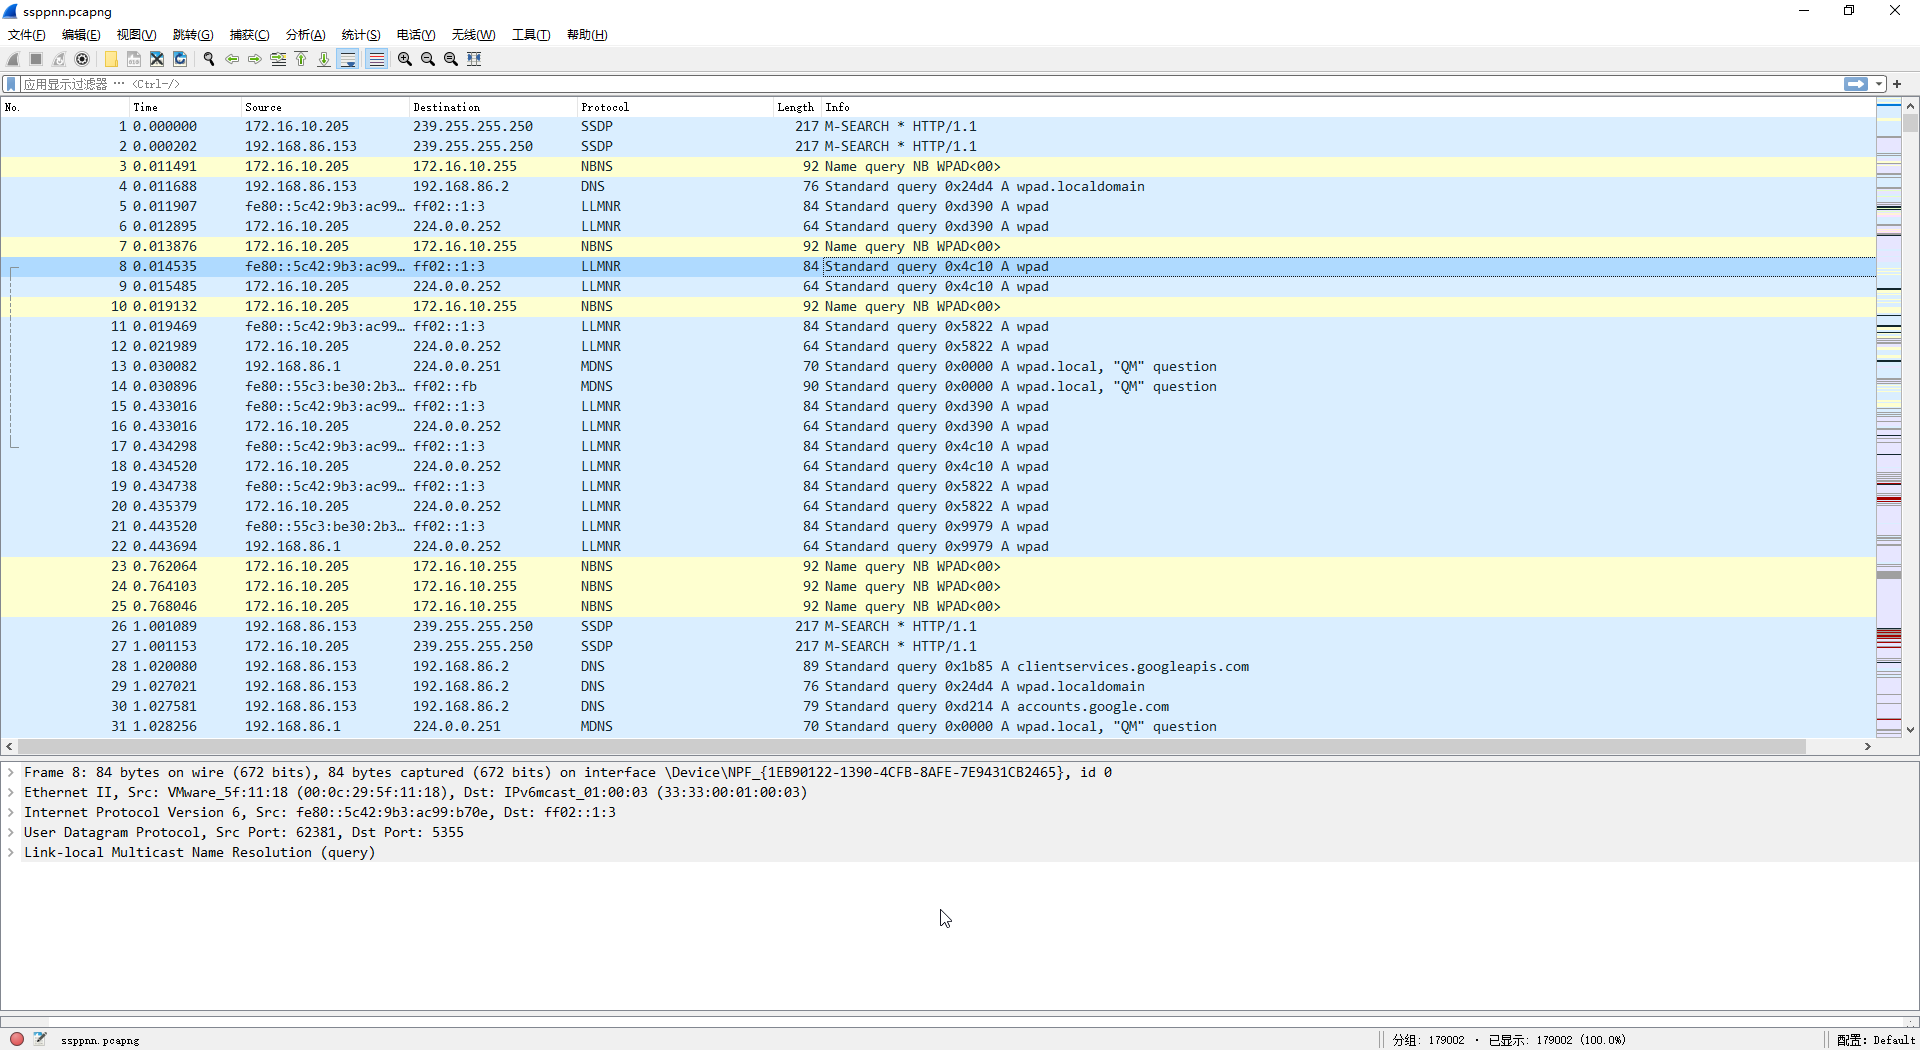 ssppnn.pcapng
文件(F) 编辑(E) 视图(V) 跳转(G) 捕获(C) 分析(A) 统计(S) 电话(Y) 无线(W) 工具(T) 帮助(H)
应用显示过滤器 … <Ctrl-/>
No. Time Source Destination Protocol Length Info
1 0.000000 172.16.10.205 239.255.255.250 SSDP 217 M-SEARCH * HTTP/1.1
2 0.000202 192.168.86.153 239.255.255.250 SSDP 217 M-SEARCH * HTTP/1.1
3 0.011491 172.16.10.205 172.16.10.255 NBNS 92 Name query NB WPAD<00>
4 0.011688 192.168.86.153 192.168.86.2 DNS 76 Standard query 0x24d4 A wpad.localdomain
5 0.011907 fe80::5c42:9b3:ac99… ff02::1:3 LLMNR 84 Standard query 0xd390 A wpad
6 0.012895 172.16.10.205 224.0.0.252 LLMNR 64 Standard query 0xd390 A wpad
7 0.013876 172.16.10.205 172.16.10.255 NBNS 92 Name query NB WPAD<00>
8 0.014535 fe80::5c42:9b3:ac99… ff02::1:3 LLMNR 84 Standard query 0x4c10 A wpad
9 0.015485 172.16.10.205 224.0.0.252 LLMNR 64 Standard query 0x4c10 A wpad
10 0.019132 172.16.10.205 172.16.10.255 NBNS 92 Name query NB WPAD<00>
11 0.019469 fe80::5c42:9b3:ac99… ff02::1:3 LLMNR 84 Standard query 0x5822 A wpad
12 0.021989 172.16.10.205 224.0.0.252 LLMNR 64 Standard query 0x5822 A wpad
13 0.030082 192.168.86.1 224.0.0.251 MDNS 70 Standard query 0x0000 A wpad.local, "QM" question
14 0.030896 fe80::55c3:be30:2b3… ff02::fb MDNS 90 Standard query 0x0000 A wpad.local, "QM" question
15 0.433016 fe80::5c42:9b3:ac99… ff02::1:3 LLMNR 84 Standard query 0xd390 A wpad
16 0.433016 172.16.10.205 224.0.0.252 LLMNR 64 Standard query 0xd390 A wpad
17 0.434298 fe80::5c42:9b3:ac99… ff02::1:3 LLMNR 84 Standard query 0x4c10 A wpad
18 0.434520 172.16.10.205 224.0.0.252 LLMNR 64 Standard query 0x4c10 A wpad
19 0.434738 fe80::5c42:9b3:ac99… ff02::1:3 LLMNR 84 Standard query 0x5822 A wpad
20 0.435379 172.16.10.205 224.0.0.252 LLMNR 64 Standard query 0x5822 A wpad
21 0.443520 fe80::55c3:be30:2b3… ff02::1:3 LLMNR 84 Standard query 0x9979 A wpad
22 0.443694 192.168.86.1 224.0.0.252 LLMNR 64 Standard query 0x9979 A wpad
23 0.762064 172.16.10.205 172.16.10.255 NBNS 92 Name query NB WPAD<00>
24 0.764103 172.16.10.205 172.16.10.255 NBNS 92 Name query NB WPAD<00>
25 0.768046 172.16.10.205 172.16.10.255 NBNS 92 Name query NB WPAD<00>
26 1.001089 192.168.86.153 239.255.255.250 SSDP 217 M-SEARCH * HTTP/1.1
27 1.001153 172.16.10.205 239.255.255.250 SSDP 217 M-SEARCH * HTTP/1.1
28 1.020080 192.168.86.153 192.168.86.2 DNS 89 Standard query 0x1b85 A clientservices.googleapis.com
29 1.027021 192.168.86.153 192.168.86.2 DNS 76 Standard query 0x24d4 A wpad.localdomain
30 1.027581 192.168.86.153 192.168.86.2 DNS 79 Standard query 0xd214 A accounts.google.com
31 1.028256 192.168.86.1 224.0.0.251 MDNS 70 Standard query 0x0000 A wpad.local, "QM" question
Frame 8: 84 bytes on wire (672 bits), 84 bytes captured (672 bits) on interface \Device\NPF_{1EB90122-1390-4CFB-8AFE-7E9431CB2465}, id 0
Ethernet II, Src: VMware_5f:11:18 (00:0c:29:5f:11:18), Dst: IPv6mcast_01:00:03 (33:33:00:01:00:03)
Internet Protocol Version 6, Src: fe80::5c42:9b3:ac99:b70e, Dst: ff02::1:3
User Datagram Protocol, Src Port: 62381, Dst Port: 5355
Link-local Multicast Name Resolution (query)
ssppnn.pcapng 分组: 179002 · 已显示: 179002 (100.0%) 配置: Default